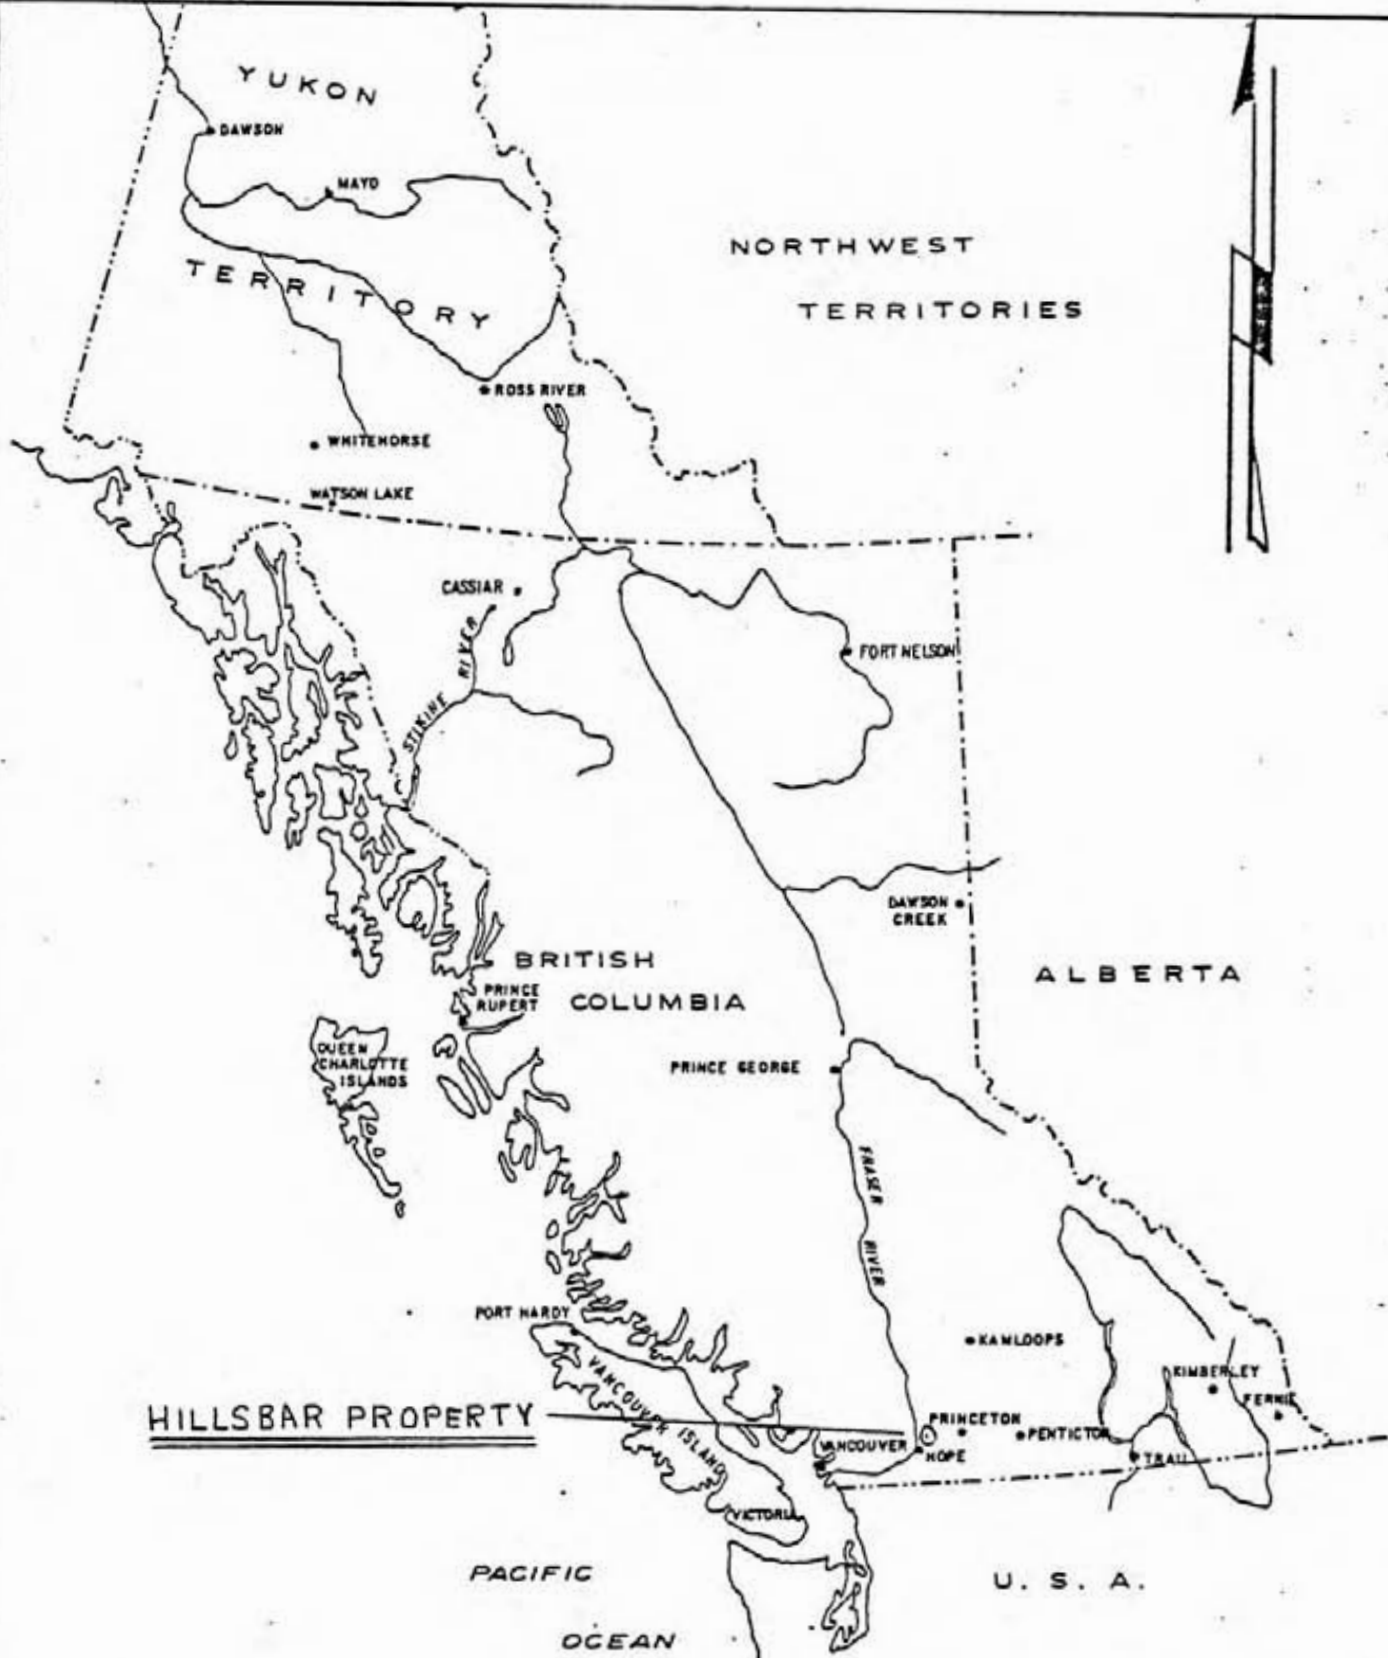 YUKON
DAWSON
MAYO
NORTHWEST
TERRITORIES
TERRITORY
ROSS RIVER
WHITEHORSE
WATSON LAKE
CASSIAR
STIKINE RIVER
FORT NELSON
DAWSON
CREEK
BRITISH
COLUMBIA
ALBERTA
PRINCE
RUPERT
QUEEN
CHARLOTTE
ISLANDS
PRINCE GEORGE
FRASER RIVER
PORT HARDY
VANCOUVER ISLAND
KAMLOOPS
KIMBERLEY
FERNIE
HILLSBAR PROPERTY
PRINCETON
PENTICTON
VANCOUVER
HOPE
TRAIL
VICTORIA
PACIFIC
OCEAN
U. S. A.